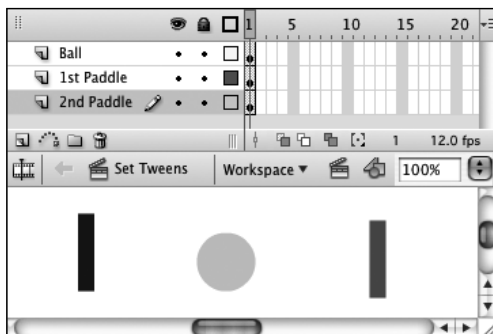 1 5 10 15 20
Ball
1st Paddle
2nd Paddle
1 12.0 fps
Set Tweens Workspace 100%